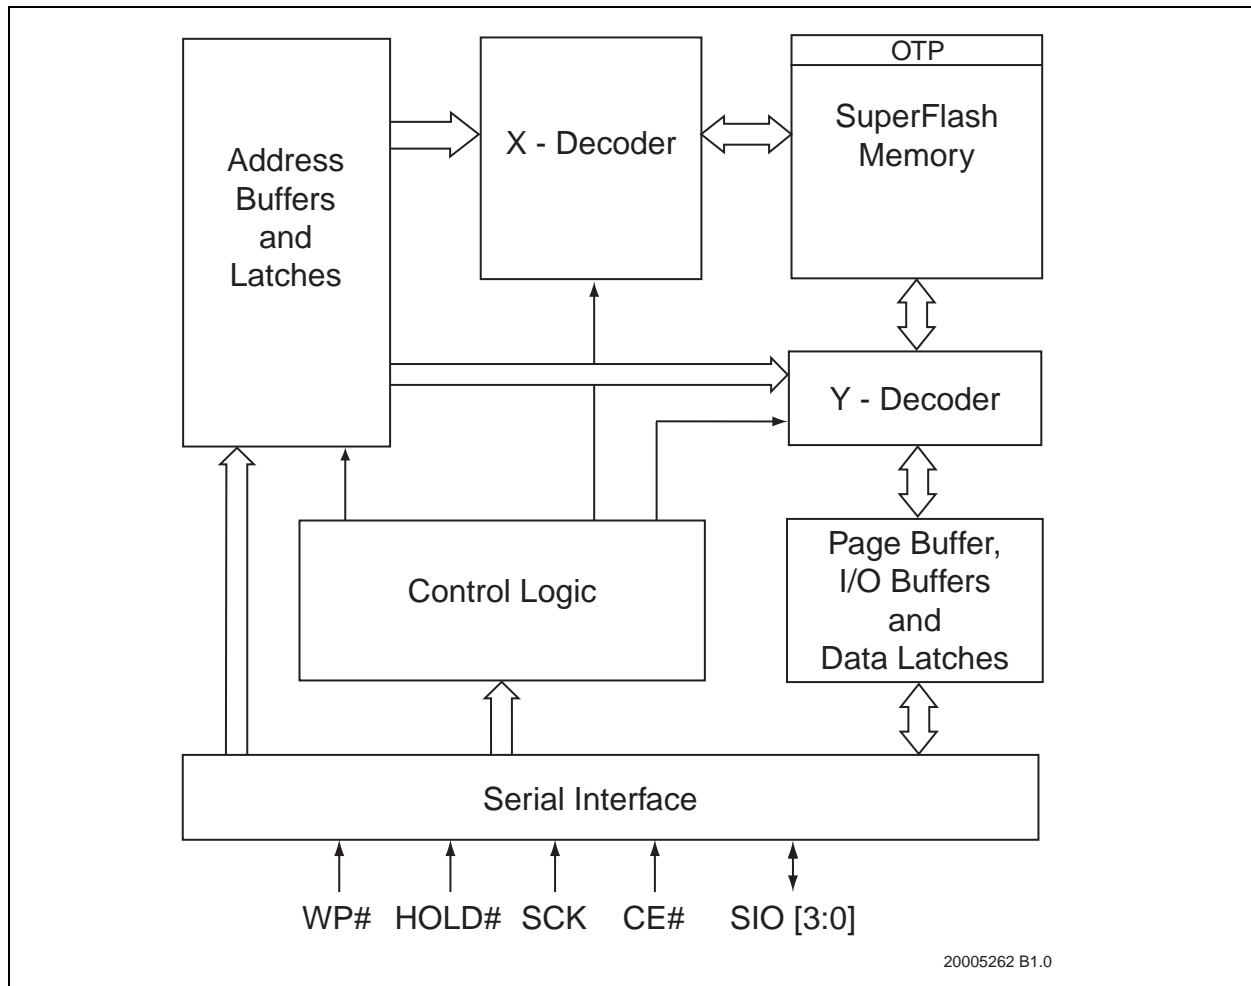 OTP
SuperFlash
Memory
X - Decoder
Address
Buffers
and
Latches
Y - Decoder
Page Buffer,
I/O Buffers
and
Data Latches
Control Logic
Serial Interface
WP# HOLD# SCK CE# SIO [3:0]
20005262 B1.0